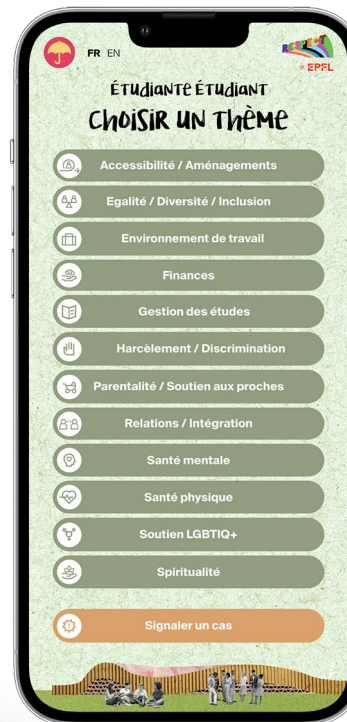 FR EN
RESPECT
EPFL
ÉTUDIANTE ÉTUDIANT
CHOISIR UN THÈME
Accessibilité / Aménagements
Egalité / Diversité / Inclusion
Environnement de travail
Finances
Gestion des études
Harcèlement / Discrimination
Parentalité / Soutien aux proches
Relations / Intégration
Santé mentale
Santé physique
Soutien LGBTIQ+
Spiritualité
Signaler un cas